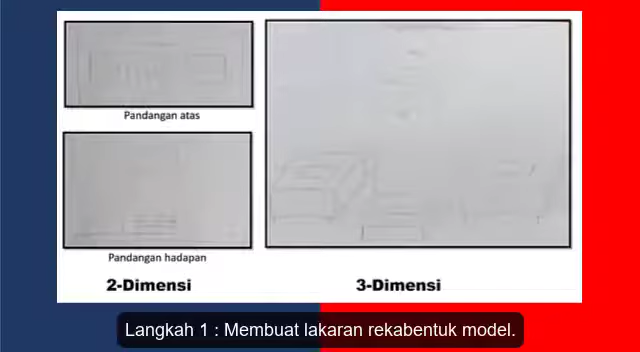 Pandangan atas
Pandangan hadapan
2-Dimensi
3-Dimensi
Langkah 1 : Membuat lakaran rekabentuk model.